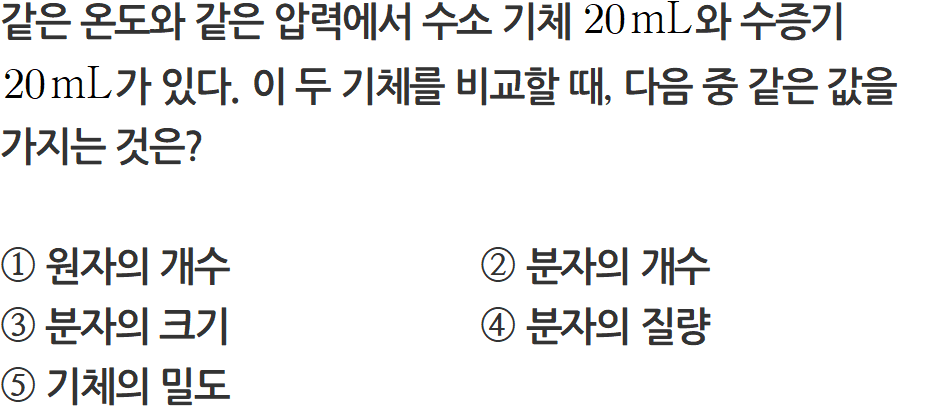 같은 온도와 같은 압력에서 수소 기체 20 mL와 수증기
20 mL가 있다. 이 두 기체를 비교할 때, 다음 중 같은 값을
가지는 것은?
① 원자의 개수 ② 분자의 개수
③ 분자의 크기 ④ 분자의 질량
⑤ 기체의 밀도